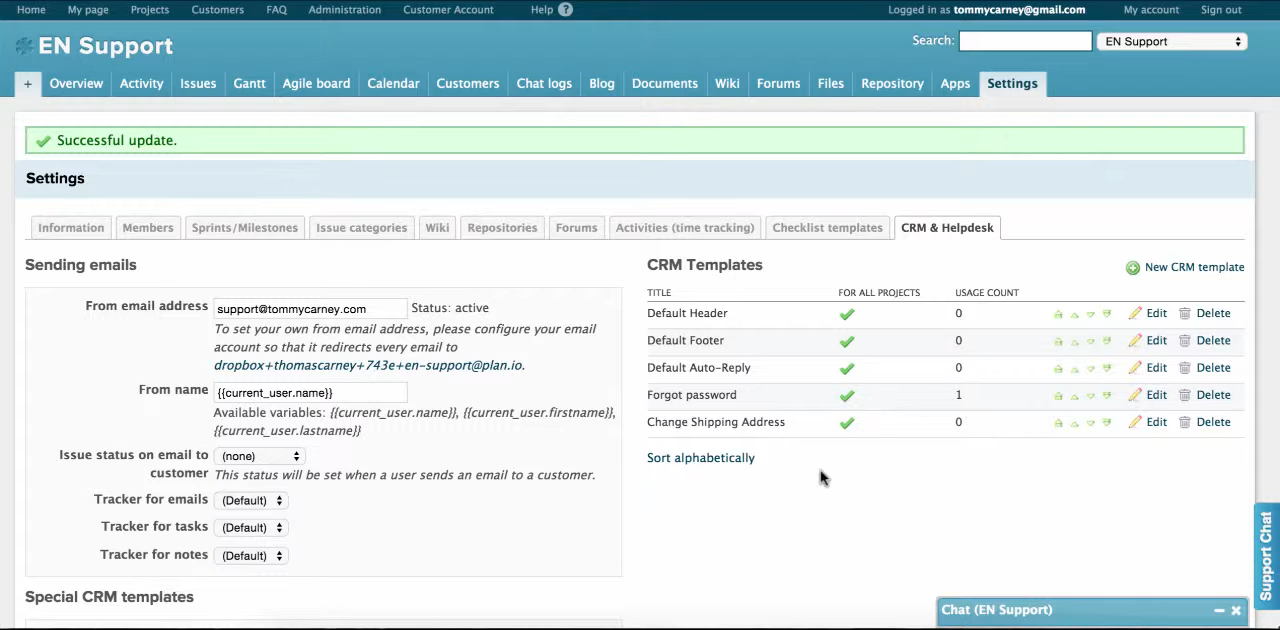 Home My page Projects Customers FAQ Administration Customer Account Help ? Logged in as tommycarney@gmail.com My account Sign out
EN Support
Search: EN Support
+ Overview Activity Issues Gantt Agile board Calendar Customers Chat logs Blog Documents Wiki Forums Files Repository Apps Settings
Successful update.
Settings
Information Members Sprints/Milestones Issue categories Wiki Repositories Forums Activities (time tracking) Checklist templates CRM & Helpdesk
Sending emails
From email address support@tommycarney.com Status: active
To set your own from email address, please configure your email
account so that it redirects every email to
dropbox+thomascarney+743e+en-support@plan.io.
From name {{current_user.name}}
Available variables: {{current_user.name}}, {{current_user.firstname}},
{{current_user.lastname}}
Issue status on email to (none)
customer This status will be set when a user sends an email to a customer.
Tracker for emails (Default)
Tracker for tasks (Default)
Tracker for notes (Default)
Special CRM templates
CRM Templates New CRM template
TITLE FOR ALL PROJECTS USAGE COUNT
Default Header 0 Edit Delete
Default Footer 0 Edit Delete
Default Auto-Reply 0 Edit Delete
Forgot password 1 Edit Delete
Change Shipping Address 0 Edit Delete
Sort alphabetically
Support Chat
Chat (EN Support)